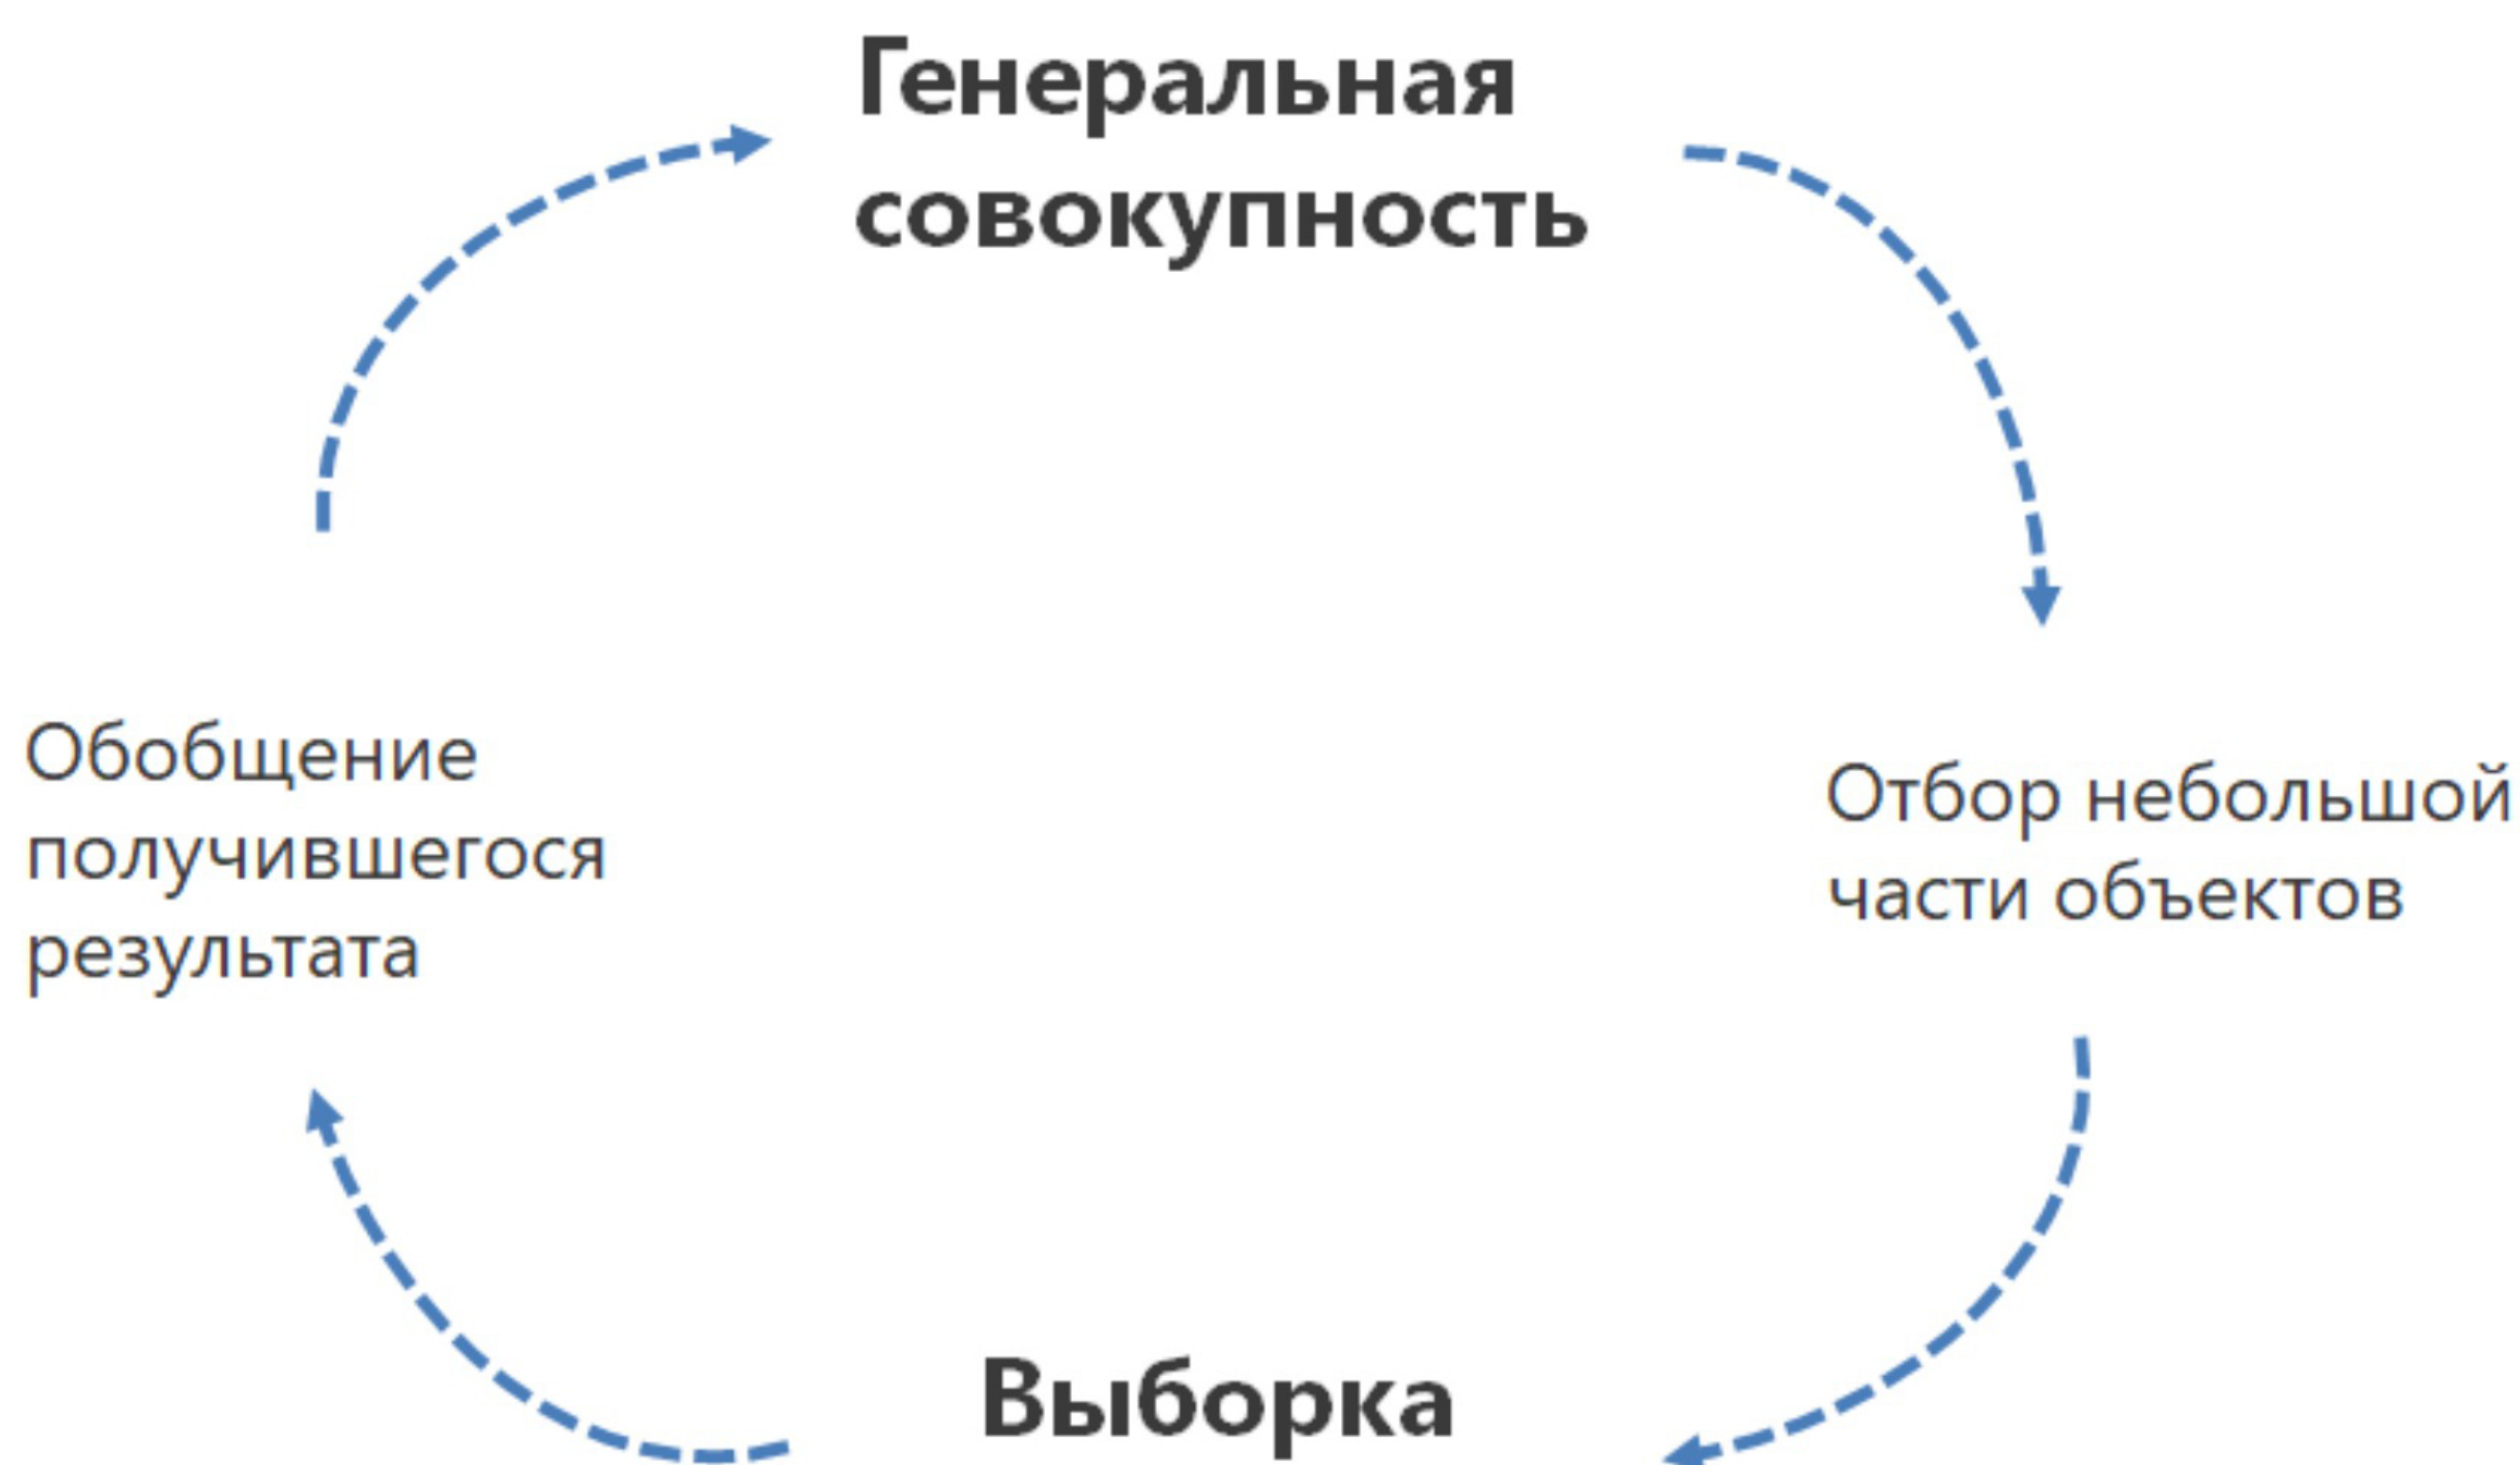 Генеральная
совокупность
Обобщение
получившегося
результата
Отбор небольшой
части объектов
Выборка